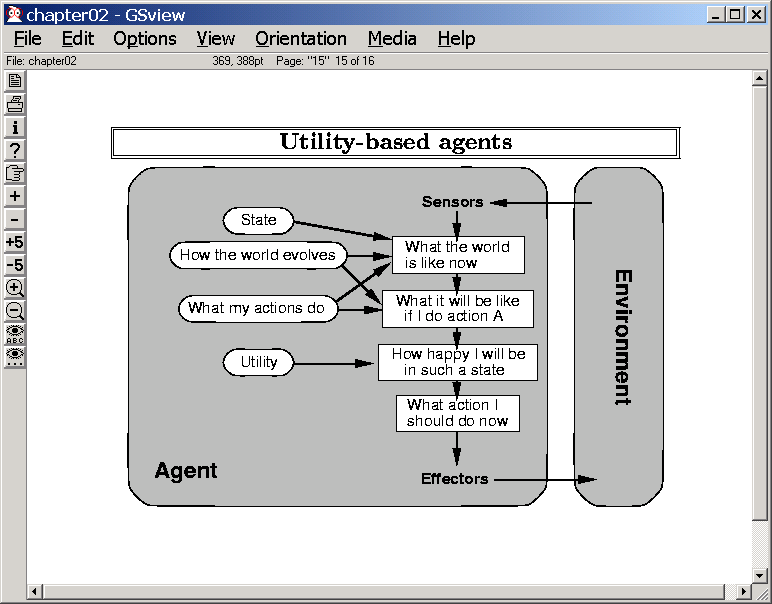 chapter02 - GSview
File Edit Options View Orientation Media Help
File: chapter02 369, 388pt Page: "15" 15 of 16
i
?
+
-
+5
-5
ABC
Utility-based agents
Sensors
State
What the world
is like now
How the world evolves
What it will be like
if I do action A
What my actions do
How happy I will be
in such a state
Utility
What action I
should do now
Effectors
Agent
Environment